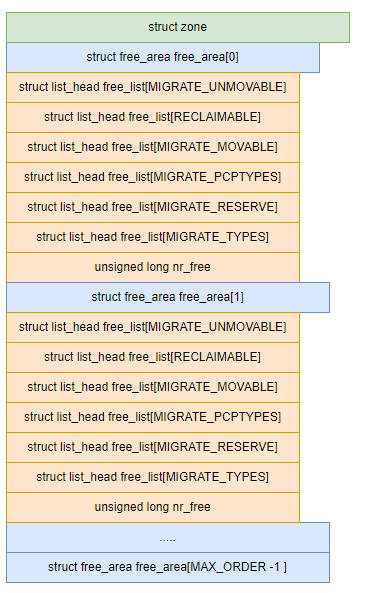 struct zone
struct free_area free_area[0]
struct list_head free_list[MIGRATE_UNMOVABLE]
struct list_head free_list[RECLAIMABLE]
struct list_head free_list[MIGRATE_MOVABLE]
struct list_head free_list[MIGRATE_PCPTYPES]
struct list_head free_list[MIGRATE_RESERVE]
struct list_head free_list[MIGRATE_TYPES]
unsigned long nr_free
struct free_area free_area[1]
struct list_head free_list[MIGRATE_UNMOVABLE]
struct list_head free_list[RECLAIMABLE]
struct list_head free_list[MIGRATE_MOVABLE]
struct list_head free_list[MIGRATE_PCPTYPES]
struct list_head free_list[MIGRATE_RESERVE]
struct list_head free_list[MIGRATE_TYPES]
unsigned long nr_free
.....
struct free_area free_area[MAX_ORDER -1 ]